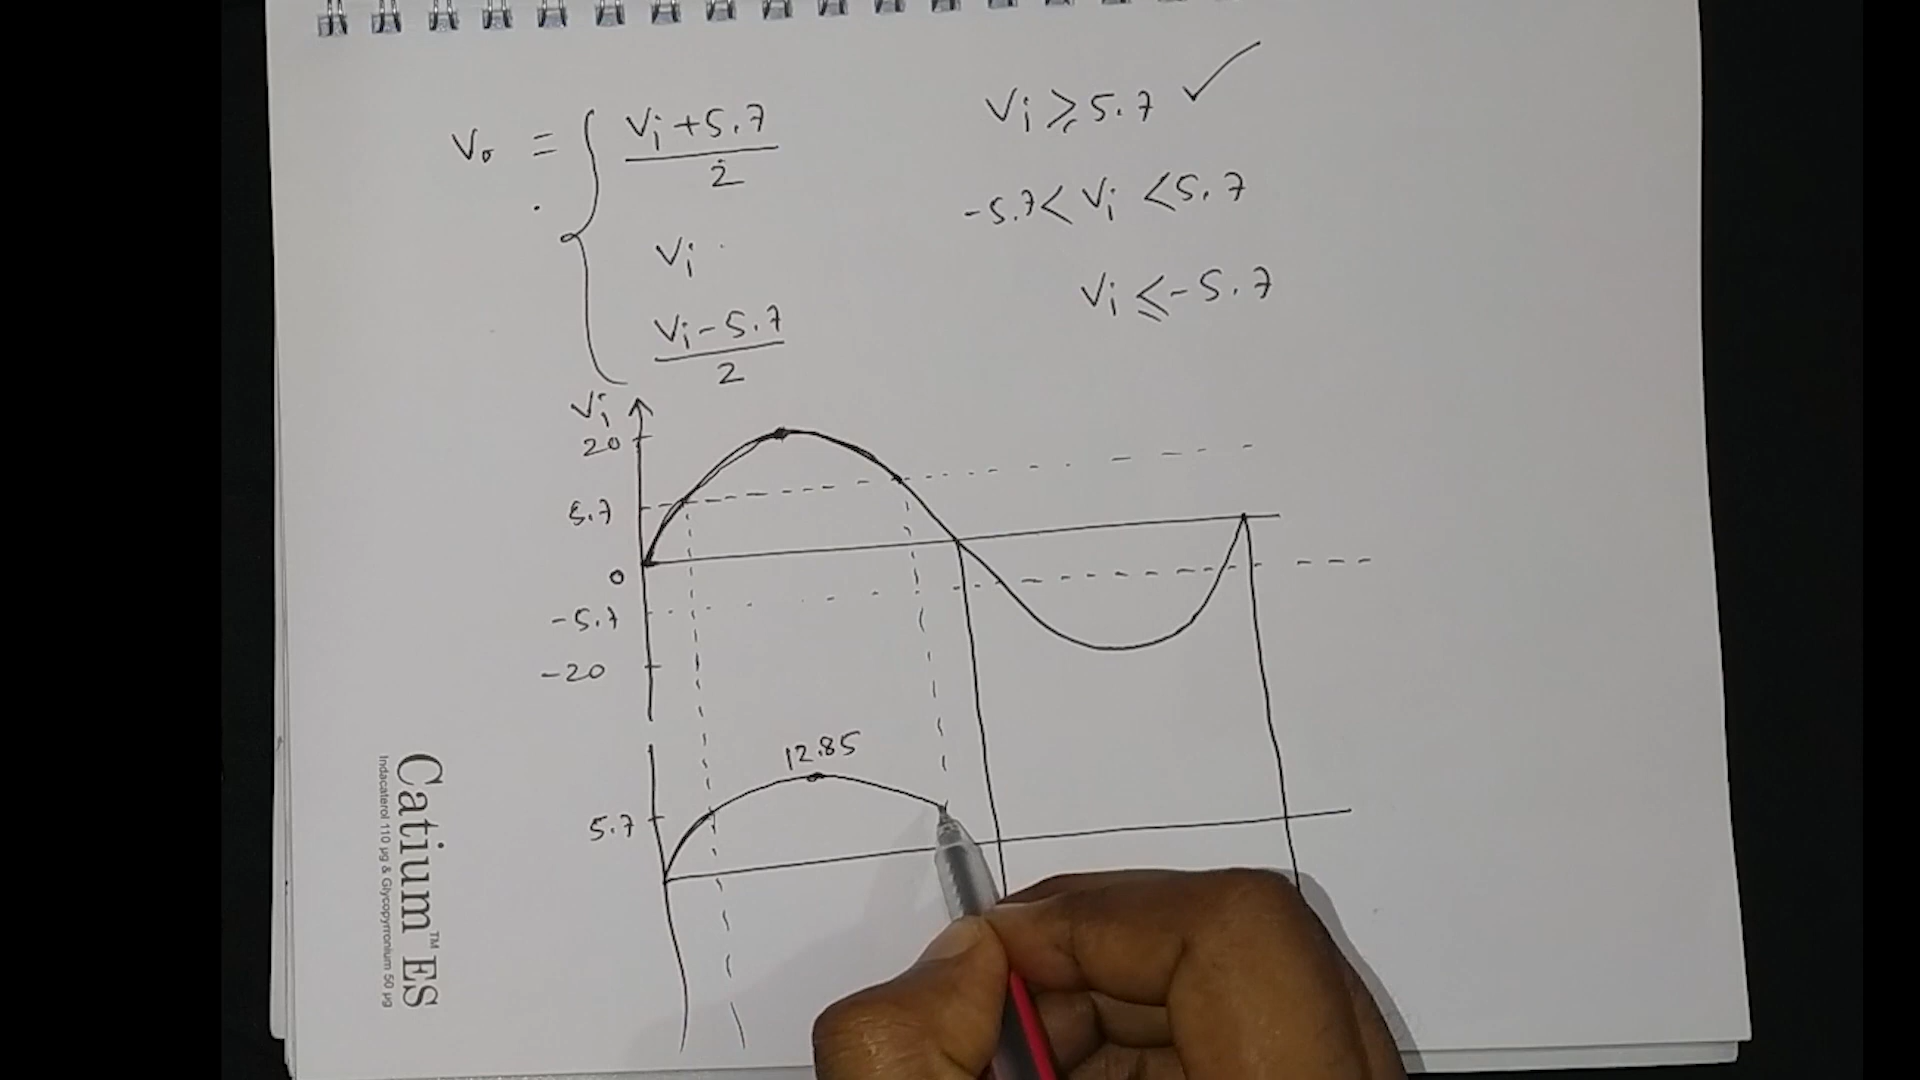 Vo = { (Vi + 5.7) / 2    Vi ≥ 5.7 ✓
Vi    -5.7 < Vi < 5.7
(Vi - 5.7) / 2    Vi ≤ -5.7
Vi
20
5.7
0
-5.7
-20
12.85
5.7
Catium™ ES
Indacaterol 110 µg & Glycopyrronium 50 µg